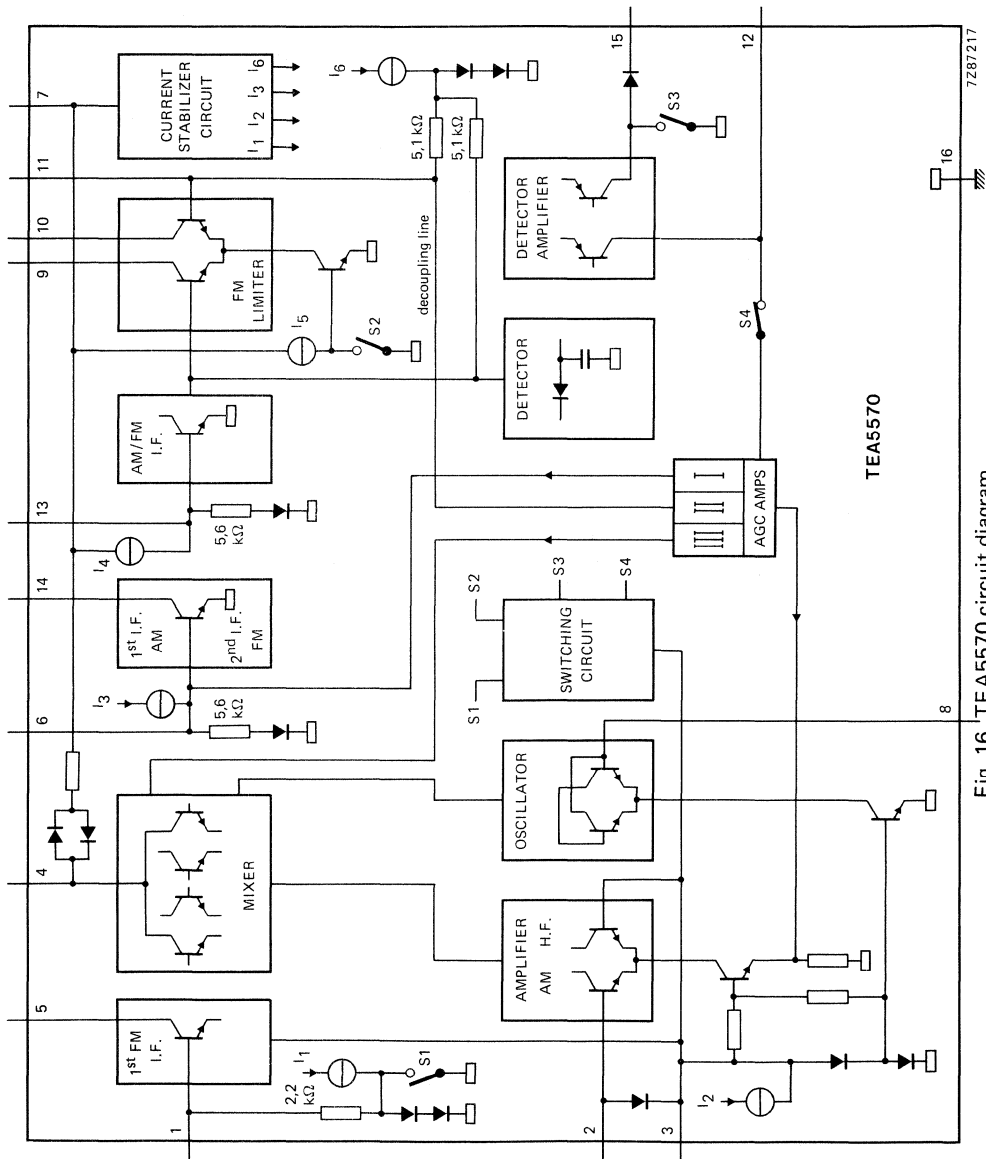 7Z87217
7
11
10
9
13
14
6
4
5
CURRENT
STABILIZER
CIRCUIT
I1 I2 I3 I6
I6
5,1 kΩ
5,1 kΩ
15
12
S3
16
FM
LIMITER
I5
S2
decoupling line
DETECTOR
AMPLIFIER
S4
AM/FM
I.F.
DETECTOR
TEA5570
I4
5,6
kΩ
I
II
III
AGC AMPS
1st I.F.
AM
2nd I.F.
FM
I3
5,6
kΩ
S2
S1
S3
S4
SWITCHING
CIRCUIT
8
MIXER
OSCILLATOR
AMPLIFIER
AM H.F.
1st FM
I.F.
I1
2,2
kΩ
S1
I2
1
2
3
Fig. 16 TEA5570 circuit diagram